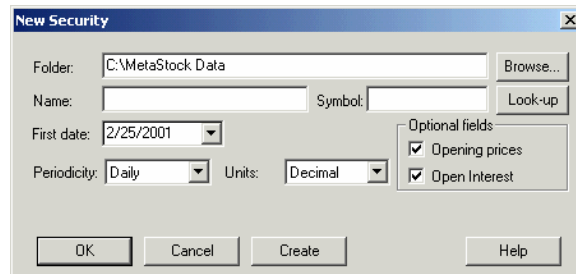 New Security
Folder: C:\MetaStock Data Browse...
Name: Symbol: Look-up
First date: 2/25/2001
Optional fields
Opening prices
Periodicity: Daily Units: Decimal
Open Interest
OK Cancel Create Help